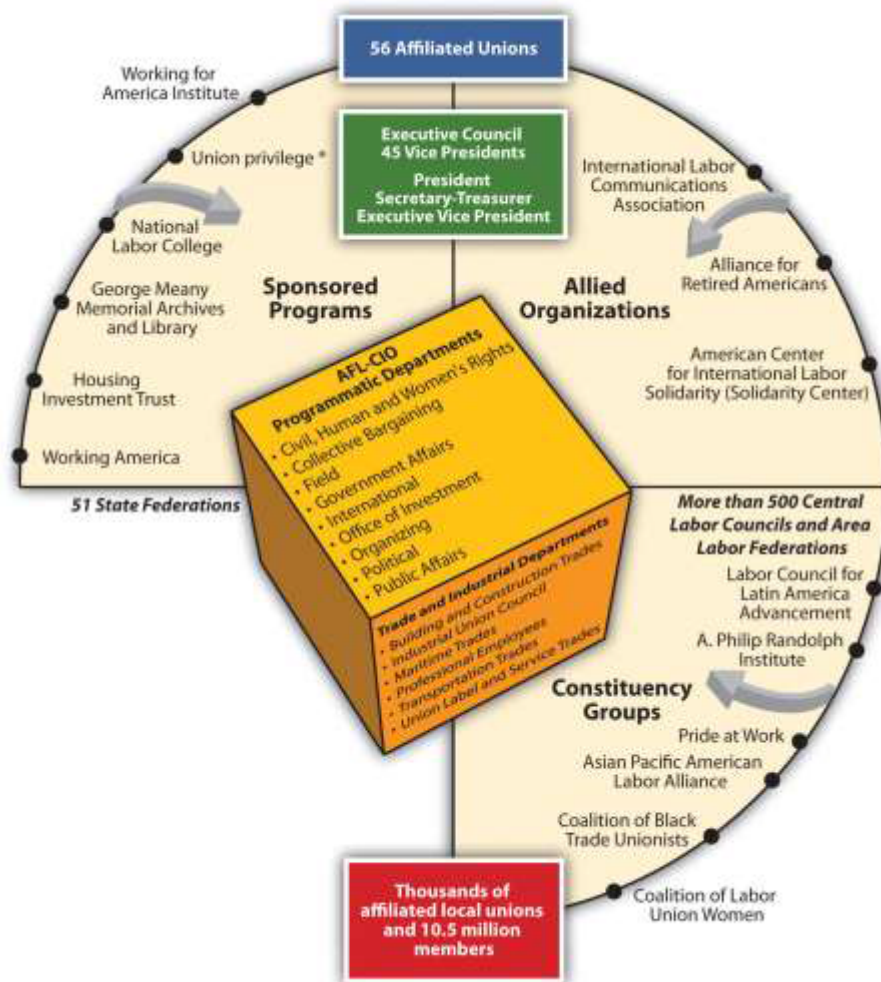 56 Affiliated Unions
Executive Council
45 Vice Presidents
President
Secretary-Treasurer
Executive Vice President
Working for
America Institute
Union privilege *
National
Labor College
George Meany
Memorial Archives
and Library
Housing
Investment Trust
Working America
Sponsored
Programs
51 State Federations
International Labor
Communications
Association
Alliance for
Retired Americans
American Center
for International Labor
Solidarity (Solidarity Center)
Allied
Organizations
AFL-CIO
Programmatic Departments
• Civil, Human and Women's Rights
• Collective Bargaining
• Field
• Government Affairs
• International
• Office of Investment
• Organizing
• Political
• Public Affairs
Trade and Industrial Departments
• Building and Construction Trades
• Industrial Union Council
• Maritime Trades
• Professional Employees
• Transportation Trades
• Union Label and Service Trades
More than 500 Central
Labor Councils and Area
Labor Federations
Labor Council for
Latin America
Advancement
A. Philip Randolph
Institute
Constituency
Groups
Pride at Work
Asian Pacific American
Labor Alliance
Coalition of Black
Trade Unionists
Coalition of Labor
Union Women
Thousands of
affiliated local unions
and 10.5 million
members